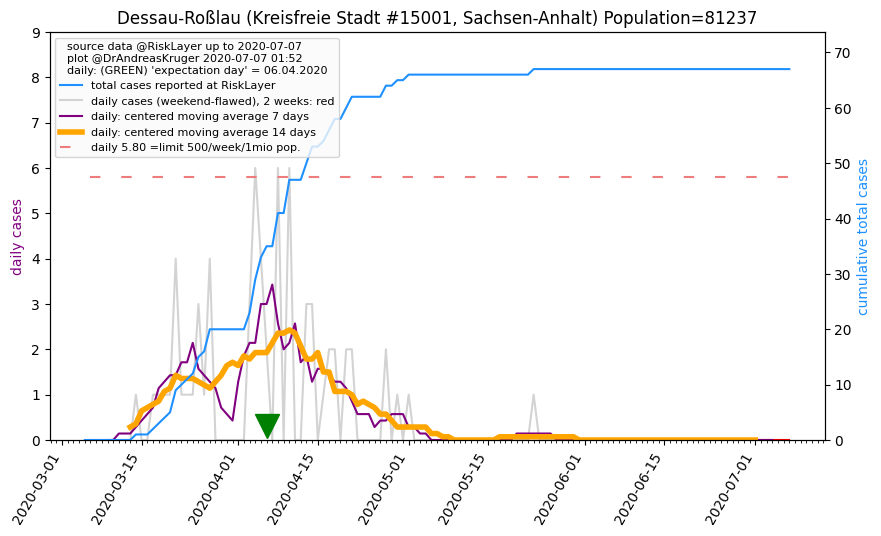 Dessau-Roßlau (Kreisfreie Stadt #15001, Sachsen-Anhalt) Population=81237
source data @RiskLayer up to 2020-07-07
plot @DrAndreasKruger 2020-07-07 01:52
daily: (GREEN) 'expectation day' = 06.04.2020
total cases reported at RiskLayer
daily cases (weekend-flawed), 2 weeks: red
daily: centered moving average 7 days
daily: centered moving average 14 days
daily 5.80 =limit 500/week/1mio pop.
daily cases
9
8
7
6
5
4
3
2
1
0
70
60
50
40
30
20
10
0
cumulative total cases
2020-03-01
2020-03-15
2020-04-01
2020-04-15
2020-05-01
2020-05-15
2020-06-01
2020-06-15
2020-07-01